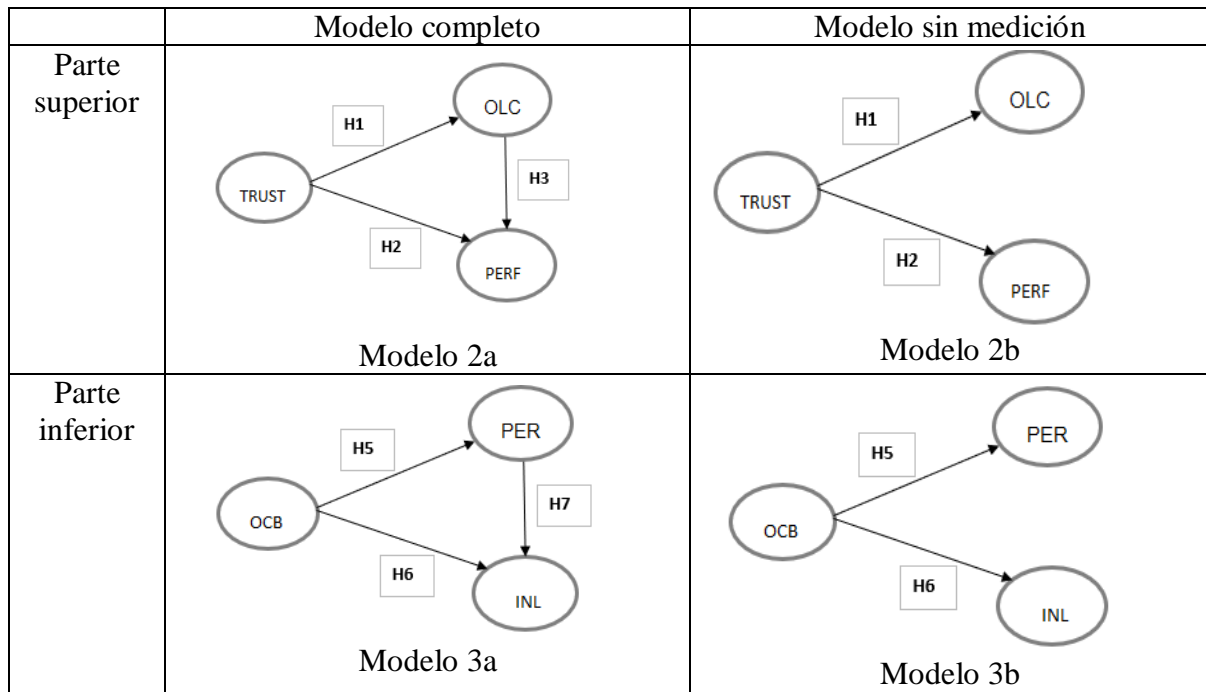 Modelo completo
Modelo sin medición
Parte
superior
OLC
H1
H3
TRUST
H2
PERF
Modelo 2a
OLC
H1
TRUST
H2
PERF
Modelo 2b
Parte
inferior
PER
H5
H7
OCB
H6
INL
Modelo 3a
PER
H5
OCB
H6
INL
Modelo 3b